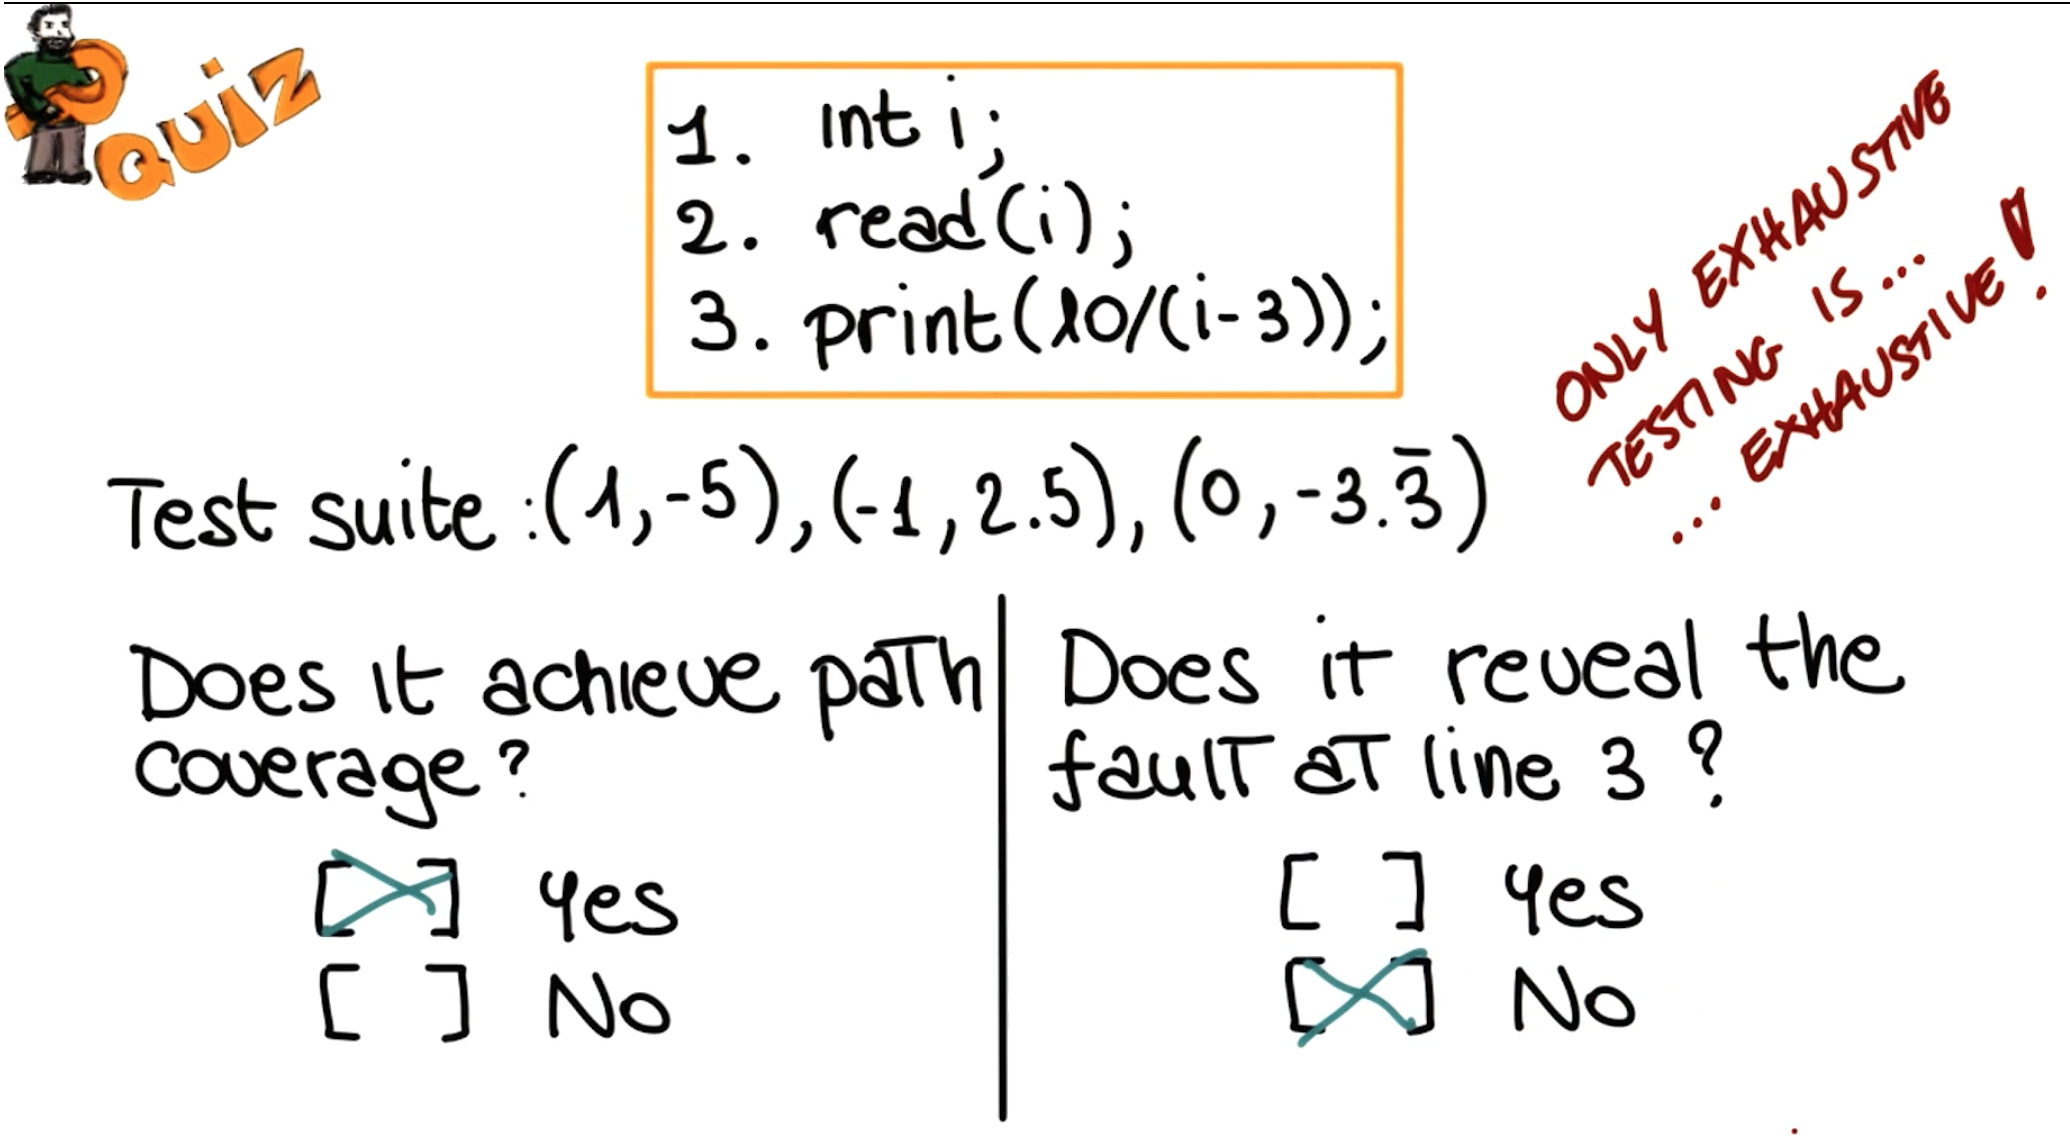 QUIZ
1. int i;
2. read(i);
3. print(10/(i-3));
ONLY EXHAUSTIVE
TESTING IS...
... EXHAUSTIVE!
Test suite :(1,-5), (-1, 2.5), (0, -3.3̅)
Does it achieve path
coverage?
[X] Yes
[ ] No
Does it reveal the
fault at line 3?
[ ] Yes
[X] No